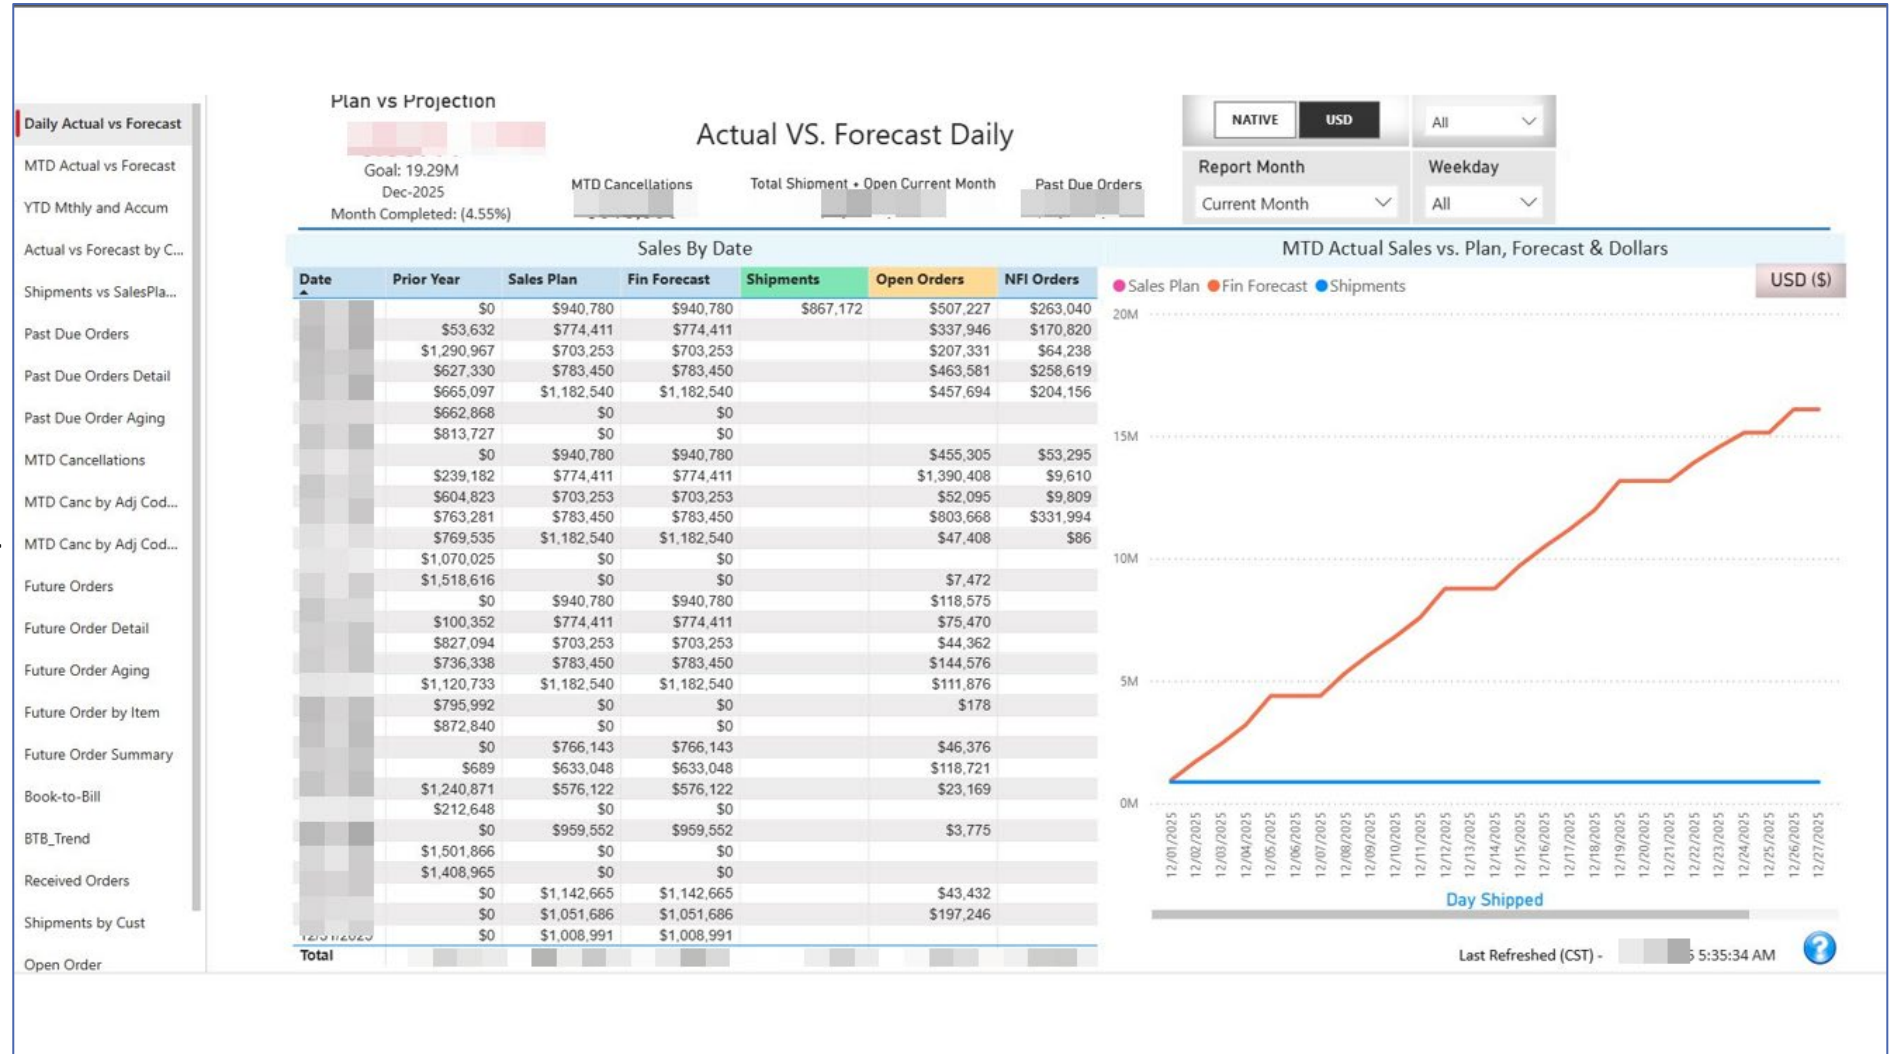 Daily Actual vs Forecast
MTD Actual vs Forecast
YTD Mthly and Accum
Actual vs Forecast by C...
Shipments vs SalesPla...
Past Due Orders
Past Due Orders Detail
Past Due Order Aging
MTD Cancellations
MTD Canc by Adj Cod...
MTD Canc by Adj Cod...
Future Orders
Future Order Detail
Future Order Aging
Future Order by Item
Future Order Summary
Book-to-Bill
BTB_Trend
Received Orders
Shipments by Cust
Open Order
Plan vs Projection
Goal: 19.29M
Dec-2025
Month Completed: (4.55%)
Actual VS. Forecast Daily
MTD Cancellations
Total Shipment + Open Current Month
Past Due Orders
NATIVE USD
All
Report Month
Current Month
Weekday
All
Sales By Date
Date Prior Year Sales Plan Fin Forecast Shipments Open Orders NFI Orders
$0 $940,780 $940,780 $867,172 $507,227 $263,040
$53,632 $774,411 $774,411 $337,946 $170,820
$1,290,967 $703,253 $703,253 $207,331 $64,238
$627,330 $783,450 $783,450 $463,581 $258,619
$665,097 $1,182,540 $1,182,540 $457,694 $204,156
$662,868 $0 $0
$813,727 $0 $0
$0 $940,780 $940,780 $455,305 $53,295
$239,182 $774,411 $774,411 $1,390,408 $9,610
$604,823 $703,253 $703,253 $52,095 $9,809
$763,281 $783,450 $783,450 $803,668 $331,994
$769,535 $1,182,540 $1,182,540 $47,408 $86
$1,070,025 $0 $0
$1,518,616 $0 $0 $7,472
$0 $940,780 $940,780 $118,575
$100,352 $774,411 $774,411 $75,470
$827,094 $703,253 $703,253 $44,362
$736,338 $783,450 $783,450 $144,576
$1,120,733 $1,182,540 $1,182,540 $111,876
$795,992 $0 $0 $178
$872,840 $0 $0
$0 $766,143 $766,143 $46,376
$689 $633,048 $633,048 $118,721
$1,240,871 $576,122 $576,122 $23,169
$212,648 $0 $0
$0 $959,552 $959,552 $3,775
$1,501,866 $0 $0
$1,408,965 $0 $0
$0 $1,142,665 $1,142,665 $43,432
$0 $1,051,686 $1,051,686 $197,246
12/31/2025 $0 $1,008,991 $1,008,991
Total
MTD Actual Sales vs. Plan, Forecast & Dollars
USD ($)
Sales Plan Fin Forecast Shipments
20M
15M
10M
5M
0M
12/01/2025
12/02/2025
12/03/2025
12/04/2025
12/05/2025
12/06/2025
12/07/2025
12/08/2025
12/09/2025
12/10/2025
12/11/2025
12/12/2025
12/13/2025
12/14/2025
12/15/2025
12/16/2025
12/17/2025
12/18/2025
12/19/2025
12/20/2025
12/21/2025
12/22/2025
12/23/2025
12/24/2025
12/25/2025
12/26/2025
12/27/2025
Day Shipped
Last Refreshed (CST) - 5:35:34 AM
?